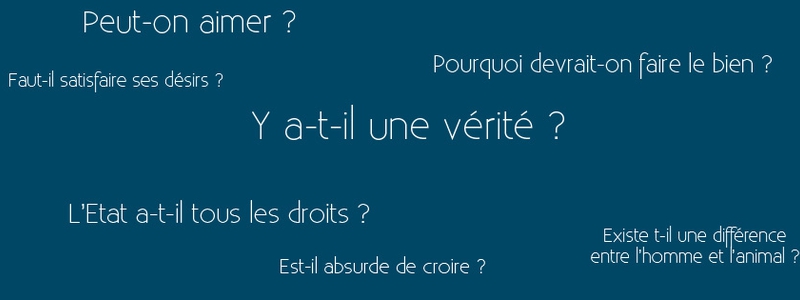 Peut-on aimer ?
Pourquoi devrait-on faire le bien ?
Faut-il satisfaire ses désirs ?
Y a-t-il une vérité ?
L'Etat a-t-il tous les droits ?
Existe t-il une différence
entre l'homme et l'animal ?
Est-il absurde de croire ?